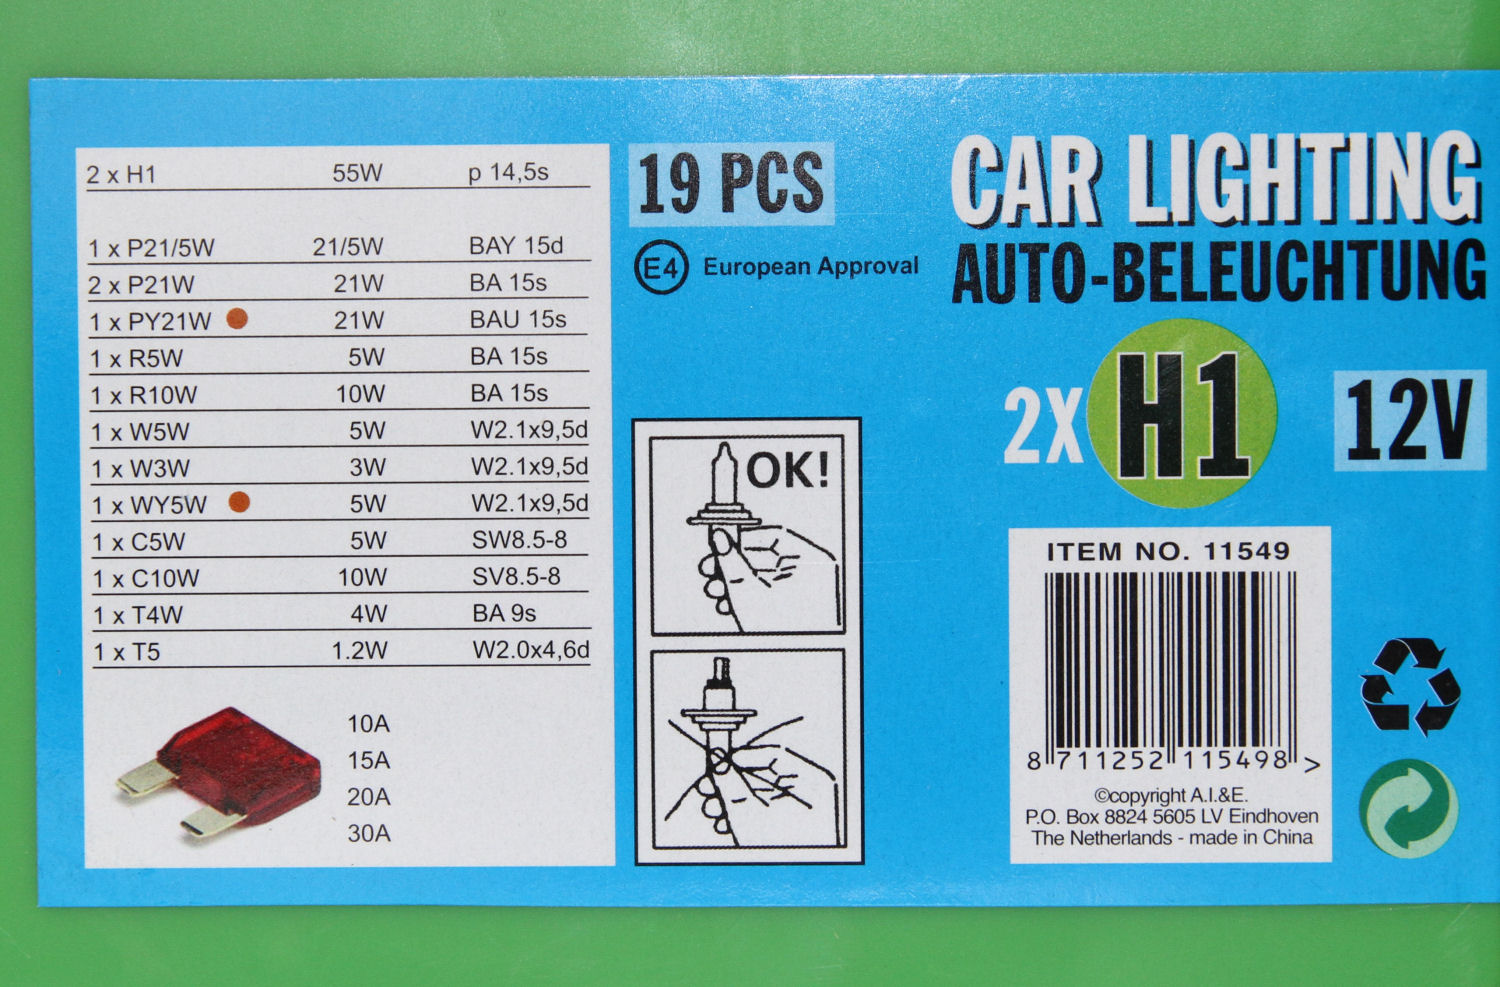 2 x H1 55W p 14,5s
1 x P21/5W 21/5W BAY 15d
2 x P21W 21W BA 15s
1 x PY21W 21W BAU 15s
1 x R5W 5W BA 15s
1 x R10W 10W BA 15s
1 x W5W 5W W2.1x9,5d
1 x W3W 3W W2.1x9,5d
1 x WY5W 5W W2.1x9,5d
1 x C5W 5W SW8.5-8
1 x C10W 10W SV8.5-8
1 x T4W 4W BA 9s
1 x T5 1.2W W2.0x4,6d
10A
15A
20A
30A
19 PCS
E4 European Approval
OK!
CAR LIGHTING
AUTO-BELEUCHTUNG
2X H1 12V
ITEM NO. 11549
8 711252 115498 >
©copyright A.I.&E.
P.O. Box 8824 5605 LV Eindhoven
The Netherlands - made in China